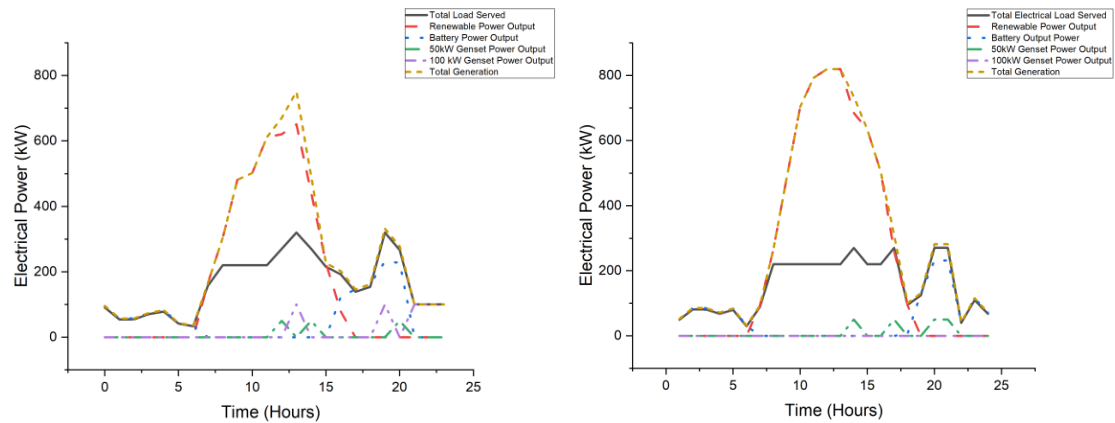 Total Load Served
Renewable Power Output
Battery Power Output
50kW Genset Power Output
100 kW Genset Power Output
Total Generation
800
600
400
200
0
Electrical Power (kW)
0 5 10 15 20 25
Time (Hours)
Total Electrical Load Served
Renewable Power Output
Battery Output Power
50kW Genset Power Output
100kW Genset Power Output
Total Generation
800
600
400
200
0
Electrical Power (kW)
0 5 10 15 20 25
Time (Hours)